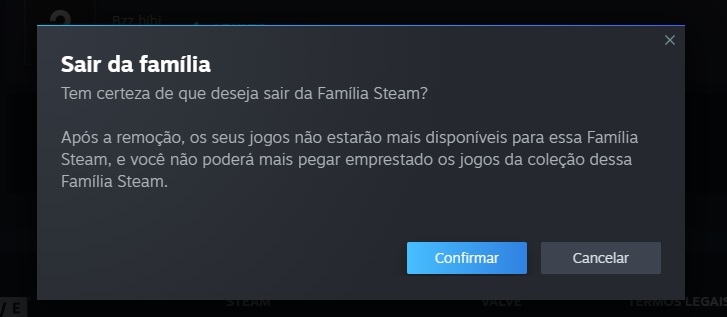 Bzz bibi
Sair da família
Tem certeza de que deseja sair da Família Steam?
Após a remoção, os seus jogos não estarão mais disponíveis para essa Família
Steam, e você não poderá mais pegar emprestado os jogos da coleção dessa
Família Steam.
Confirmar
Cancelar
STEAM
VALVE
TERMOS LEGAIS